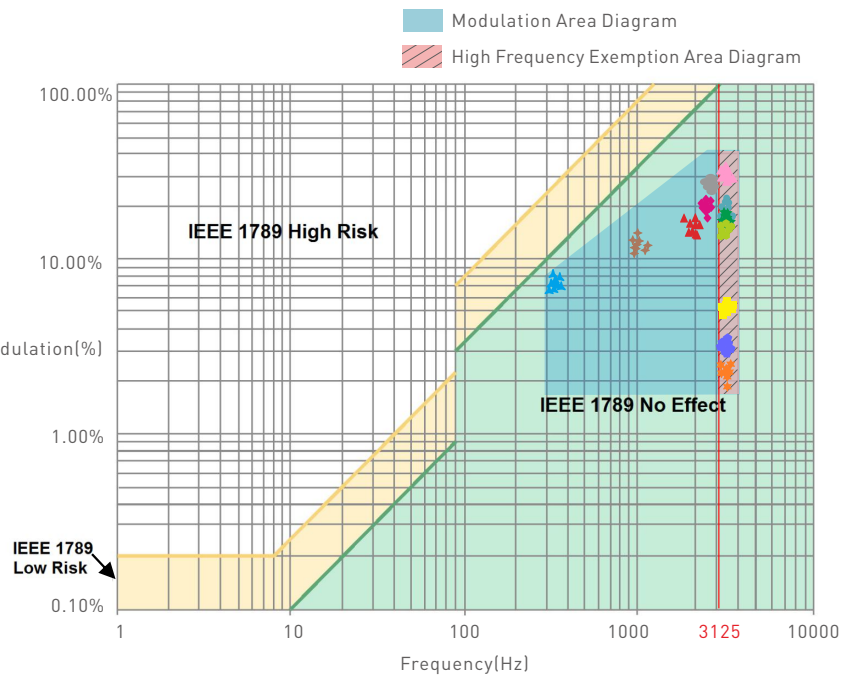 Modulation Area Diagram
High Frequency Exemption Area Diagram
100.00%
IEEE 1789 High Risk
10.00%
dulation(%)
IEEE 1789 No Effect
1.00%
IEEE 1789
Low Risk
0.10%
1 10 100 1000 3125 10000
Frequency(Hz)